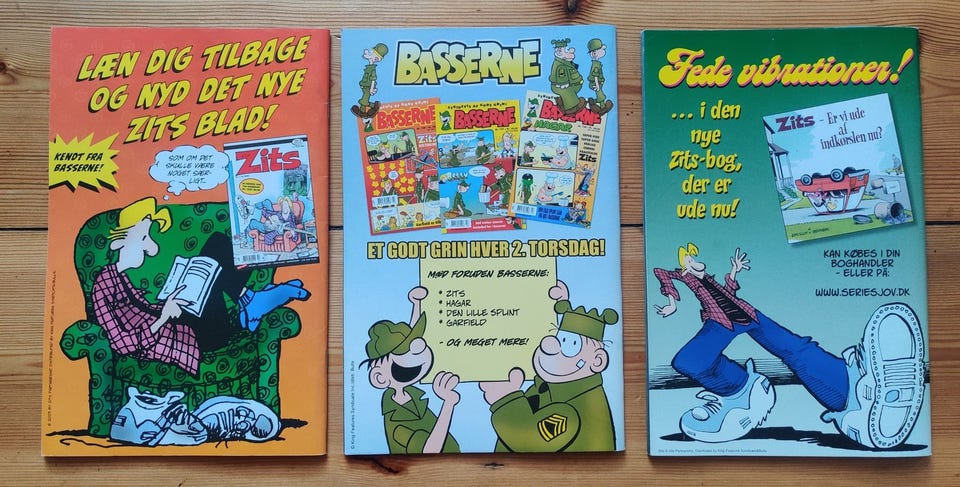 LÆN DIG TILBAGE
OG NYD DET NYE
ZITS BLAD!
KENDT FRA
BASSERNE!
SOM OM DET
SKULLE VÆRE
NOGET SÆR-
LIGT...
Zits
BASSERNE
BASSERNE
BASSERNE
BASSERNE
HAGAR
Zits
ET GODT GRIN HVER 2. TORSDAG!
MØD FORUDEN BASSERNE:
* ZITS
* HAGAR
* DEN LILLE SPLINT
* GARFIELD
- OG MEGET MERE!
Fede vibrationer!
... i den
nye
Zits-bog,
der er
ude nu!
Zits - Er vi ude
af
indkørslen nu?
KAN KØBES I DIN
BOGHANDLER
- ELLER PÅ:
WWW.SERIESJOV.DK